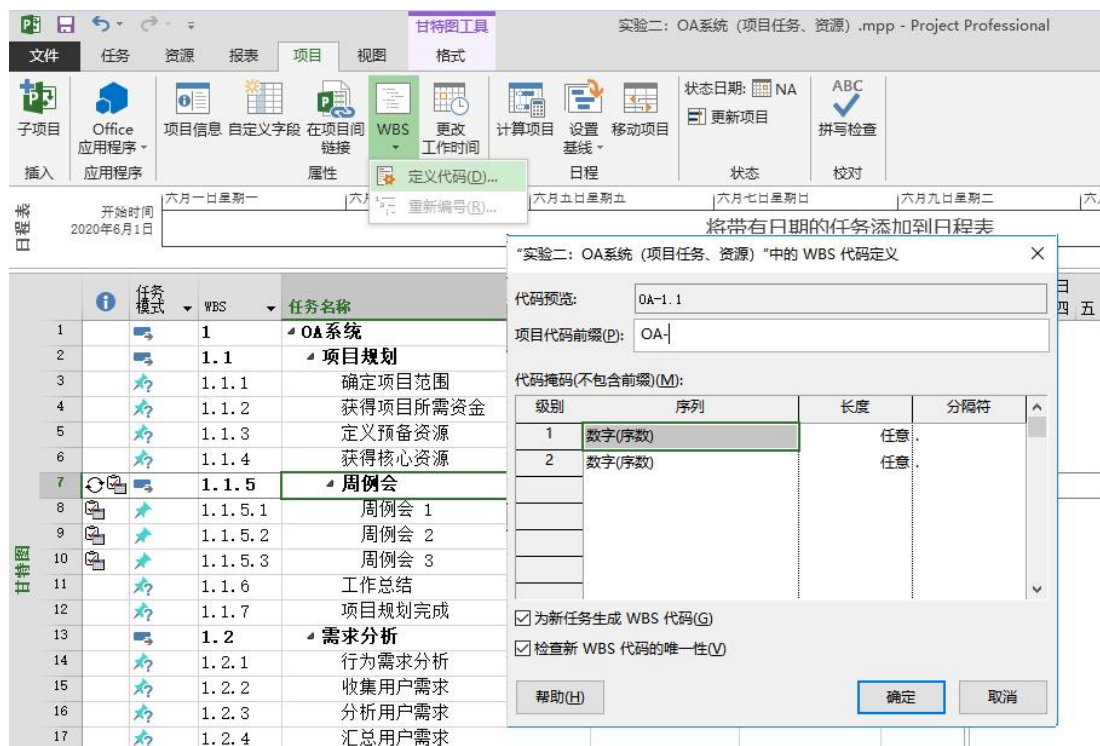 甘特图工具
实验二：OA系统（项目任务、资源）.mpp - Project Professional
文件 任务 资源 报表 项目 视图 格式
子项目
Office
应用程序
项目信息
自定义字段
在项目间
链接
WBS
更改
工作时间
计算项目
设置
基线
移动项目
状态日期: NA
更新项目
ABC
拼写检查
插入 应用程序 属性 日程 状态 校对
定义代码(D)...
重新编号(R)...
日程表
开始时间
2020年6月1日
六月一日星期一 六月五日星期五 六月七日星期日 六月九日星期二
将带有日期的任务添加到日程表
甘特图
任务
模式 WBS 任务名称
日
四 五
1 1 OA系统
2 1.1 项目规划
3 1.1.1 确定项目范围
4 1.1.2 获得项目所需资金
5 1.1.3 定义预备资源
6 1.1.4 获得核心资源
7 1.1.5 周例会
8 1.1.5.1 周例会 1
9 1.1.5.2 周例会 2
10 1.1.5.3 周例会 3
11 1.1.6 工作总结
12 1.1.7 项目规划完成
13 1.2 需求分析
14 1.2.1 行为需求分析
15 1.2.2 收集用户需求
16 1.2.3 分析用户需求
17 1.2.4 汇总用户需求
“实验二：OA系统（项目任务、资源）”中的 WBS 代码定义
代码预览: OA-1.1
项目代码前缀(P): OA-
代码掩码(不包含前缀)(M):
级别 序列 长度 分隔符
1 数字(序数) 任意 .
2 数字(序数) 任意 .
为新任务生成 WBS 代码(G)
检查新 WBS 代码的唯一性(V)
帮助(H) 确定 取消